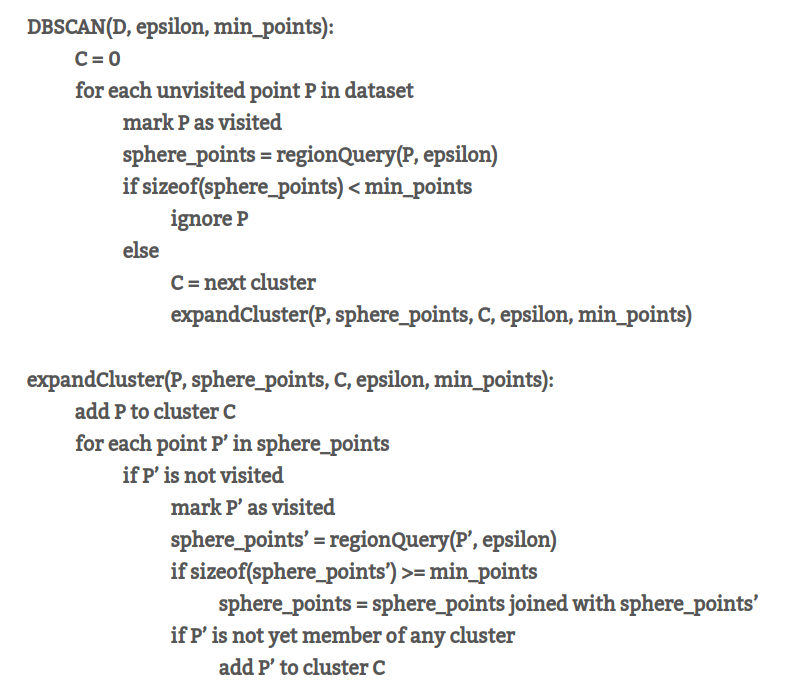 DBSCAN(D, epsilon, min_points):
C = 0
for each unvisited point P in dataset
mark P as visited
sphere_points = regionQuery(P, epsilon)
if sizeof(sphere_points) < min_points
ignore P
else
C = next cluster
expandCluster(P, sphere_points, C, epsilon, min_points)
expandCluster(P, sphere_points, C, epsilon, min_points):
add P to cluster C
for each point P’ in sphere_points
if P’ is not visited
mark P’ as visited
sphere_points’ = regionQuery(P’, epsilon)
if sizeof(sphere_points’) >= min_points
sphere_points = sphere_points joined with sphere_points’
if P’ is not yet member of any cluster
add P’ to cluster C